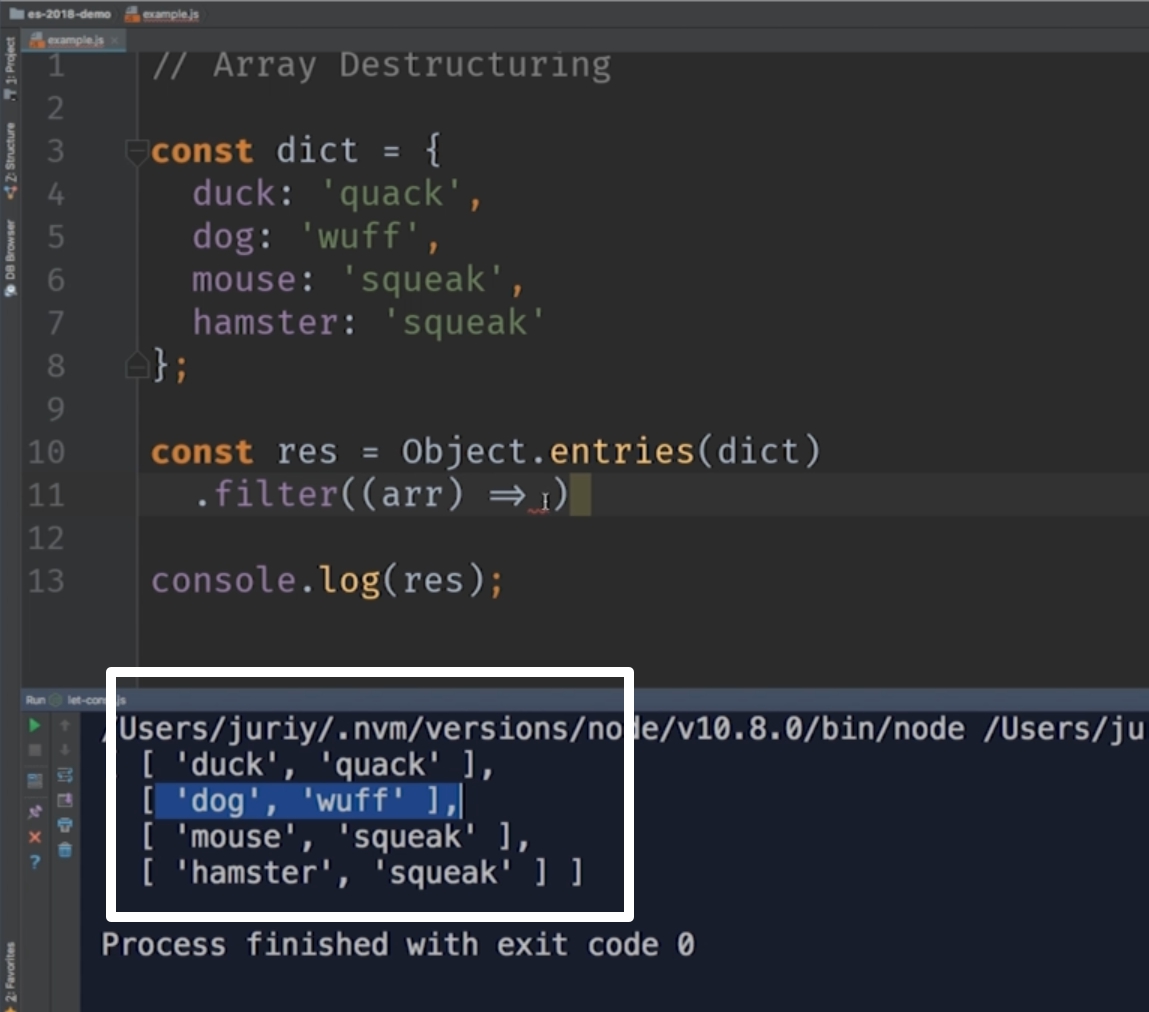 es-2018-demo example.js
example.js
1: Project
Z: Structure
DB Browser
2: Favorites
1 // Array Destructuring
2
3 const dict = {
4 duck: 'quack',
5 dog: 'wuff',
6 mouse: 'squeak',
7 hamster: 'squeak'
8 };
9
10 const res = Object.entries(dict)
11 .filter((arr) => )
12
13 console.log(res);
Run
/Users/juriy/.nvm/versions/node/v10.8.0/bin/node /Users/ju
[ 'duck', 'quack' ],
[ 'dog', 'wuff' ],
[ 'mouse', 'squeak' ],
[ 'hamster', 'squeak' ] ]
Process finished with exit code 0